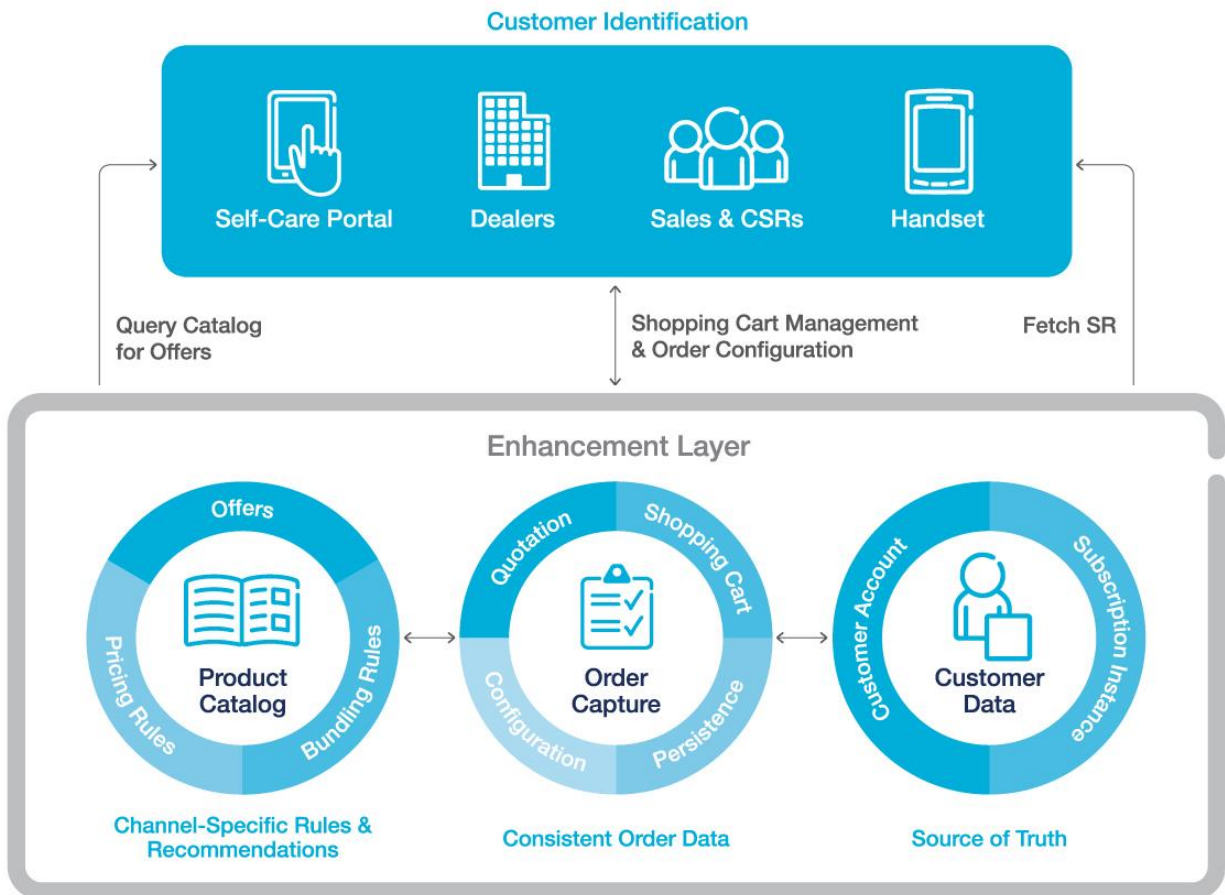 Customer Identification
Self-Care Portal
Dealers
Sales & CSRs
Handset
Query Catalog
for Offers
Shopping Cart Management
& Order Configuration
Fetch SR
Enhancement Layer
Offers
Pricing Rules
Bundling Rules
Product
Catalog
Quotation
Shopping Cart
Configuration
Persistence
Order
Capture
Customer Account
Subscription Instance
Customer
Data
Channel-Specific Rules &
Recommendations
Consistent Order Data
Source of Truth